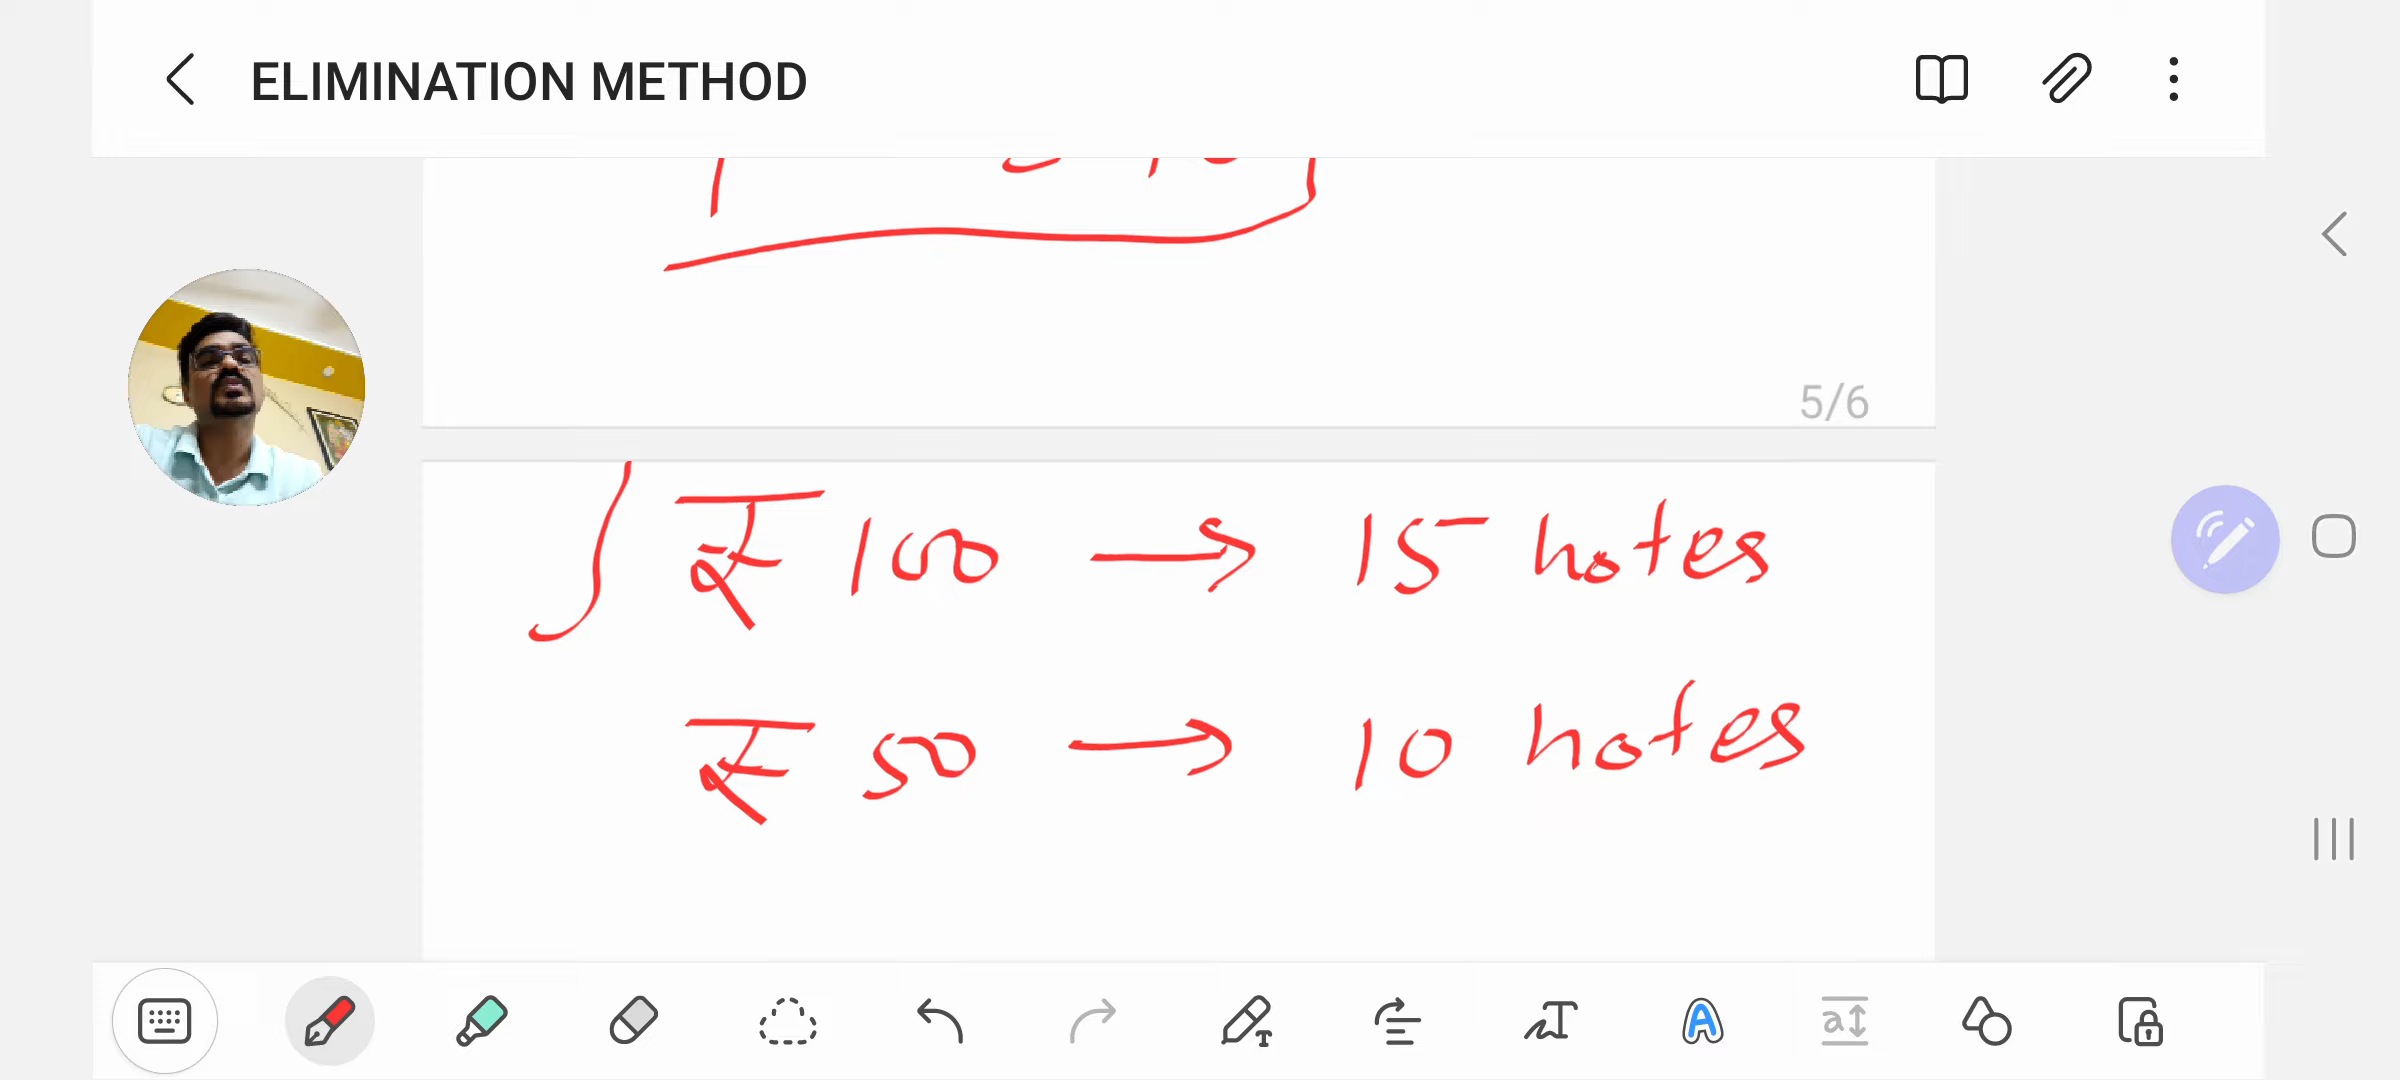 ELIMINATION METHOD
5/6
₹ 100 → 15 notes
₹ 50 → 10 notes